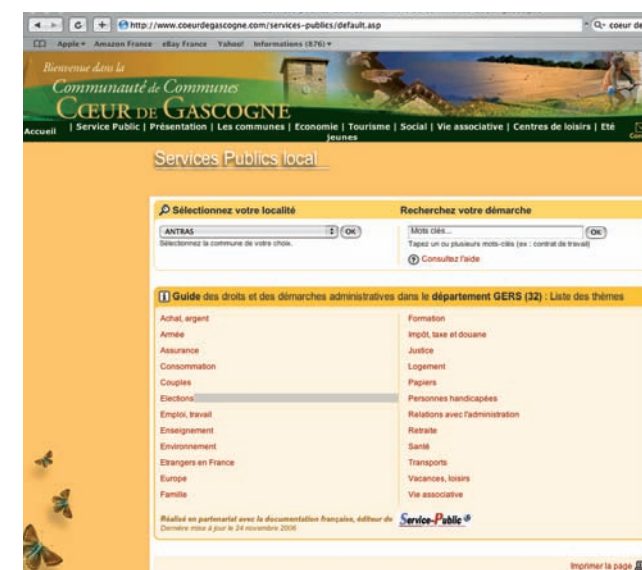 http://www.coeurdegascogne.com/services-publics/default.asp
Q- coeur de
Apple Amazon France eBay France Yahoo! Informations (876)
Bienvenue dans la
Communauté de Communes
CŒUR DE GASCOGNE
Accueil | Service Public | Présentation | Les communes | Economie | Tourisme | Social | Vie associative | Centres de loisirs | Eté
jeunes
Services Publics local
Sélectionnez votre localité
ANTRAS OK
Sélectionnez la commune de votre choix.
Recherchez votre démarche
Mots clés... OK
Tapez un ou plusieurs mots-clés (ex : contrat de travail)
Consultez l'aide
Guide des droits et des démarches administratives dans le département GERS (32) : Liste des thèmes
Achat, argent
Armée
Assurance
Consommation
Couples
Elections
Emploi, travail
Enseignement
Environnement
Etrangers en France
Europe
Famille
Formation
Impôt, taxe et douane
Justice
Logement
Papiers
Personnes handicapées
Relations avec l'administration
Retraite
Santé
Transports
Vacances, loisirs
Vie associative
Réalisé en partenariat avec la documentation française, éditeur de Service-Public
Dernière mise à jour le 24 novembre 2006
Imprimer la page